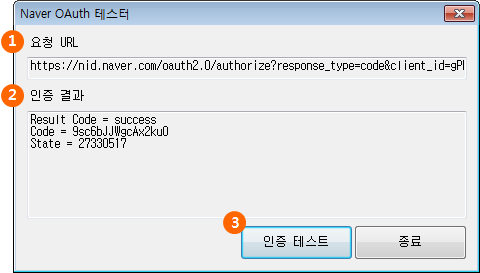 Naver OAuth 테스터
1 요청 URL
https://nid.naver.com/oauth2.0/authorize?response_type=code&client_id=gP
2 인증 결과
Result Code = success
Code = 9sc6bJJWgcAx2ku0
State = 27330517
3
인증 테스트 종료